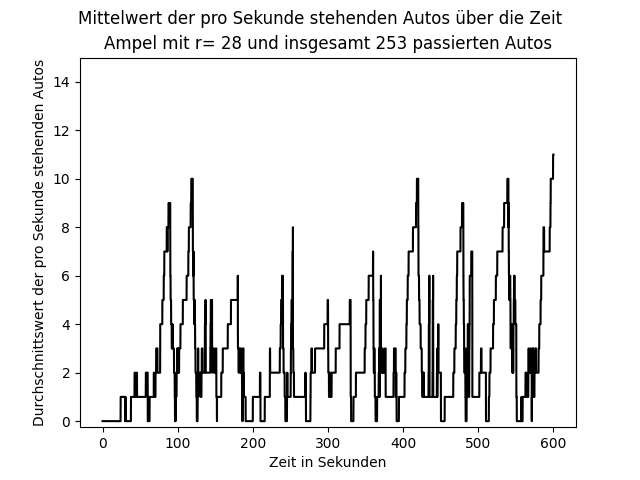 Mittelwert der pro Sekunde stehenden Autos über die Zeit
Ampel mit r= 28 und insgesamt 253 passierten Autos
Durchschnittswert der pro Sekunde stehenden Autos
14
12
10
8
6
4
2
0
0 100 200 300 400 500 600
Zeit in Sekunden